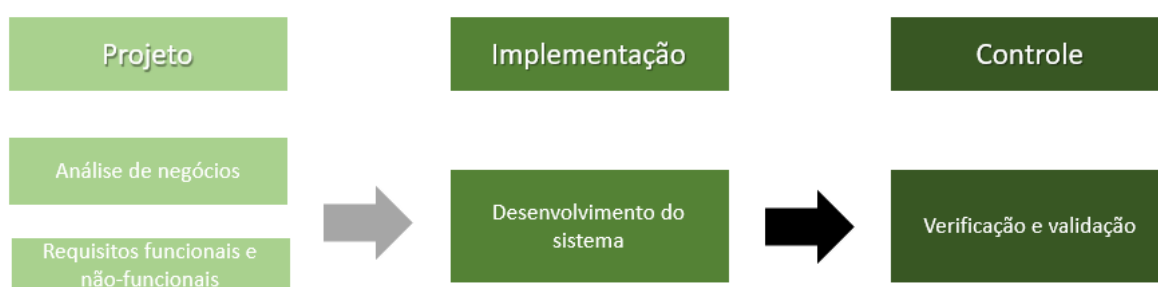 Projeto
Implementação
Controle
Análise de negócios
Requisitos funcionais e
não-funcionais
Desenvolvimento do
sistema
Verificação e validação